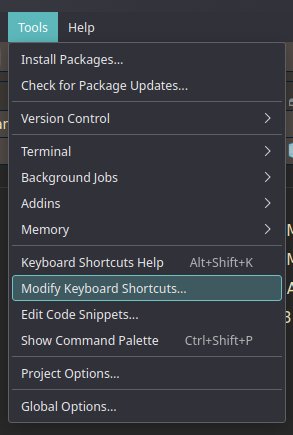 Tools Help
Install Packages...
Check for Package Updates...
Version Control
Terminal
Background Jobs
Addins
Memory
Keyboard Shortcuts Help Alt+Shift+K
Modify Keyboard Shortcuts...
Edit Code Snippets...
Show Command Palette Ctrl+Shift+P
Project Options...
Global Options...